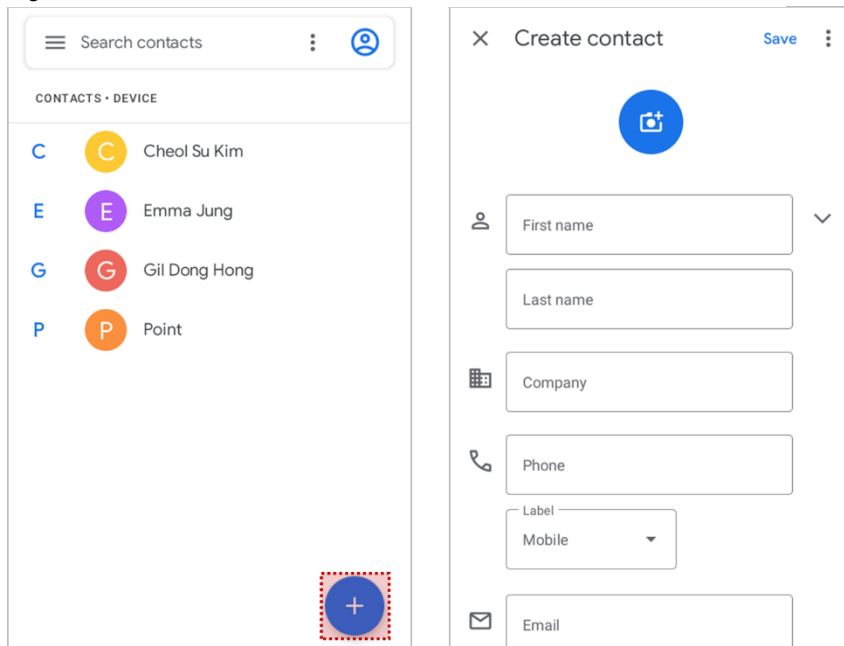 Search contacts
CONTACTS • DEVICE
C C Cheol Su Kim
E E Emma Jung
G G Gil Dong Hong
P P Point
Create contact Save
First name
Last name
Company
Phone
Label
Mobile
Email